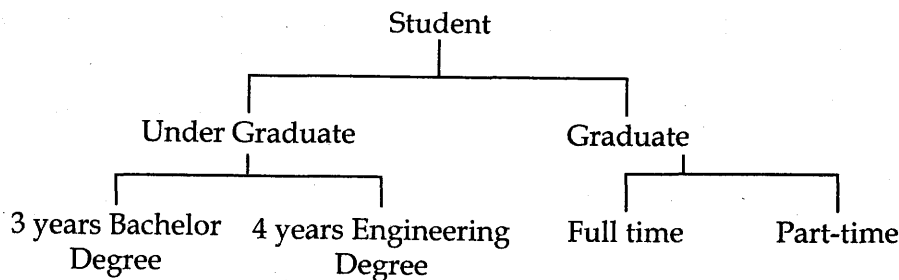 Student
Under Graduate
Graduate
3 years Bachelor
Degree
4 years Engineering
Degree
Full time
Part-time